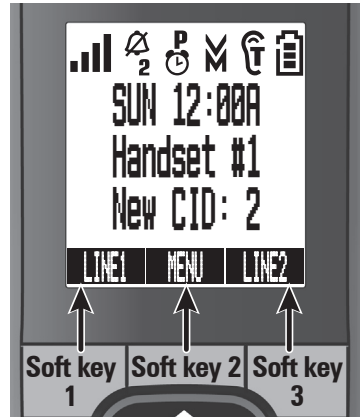 2 P T
SUN 12:00A
Handset #1
New CID: 2
LINE1 MENU LINE2
Soft key 1 Soft key 2 Soft key 3